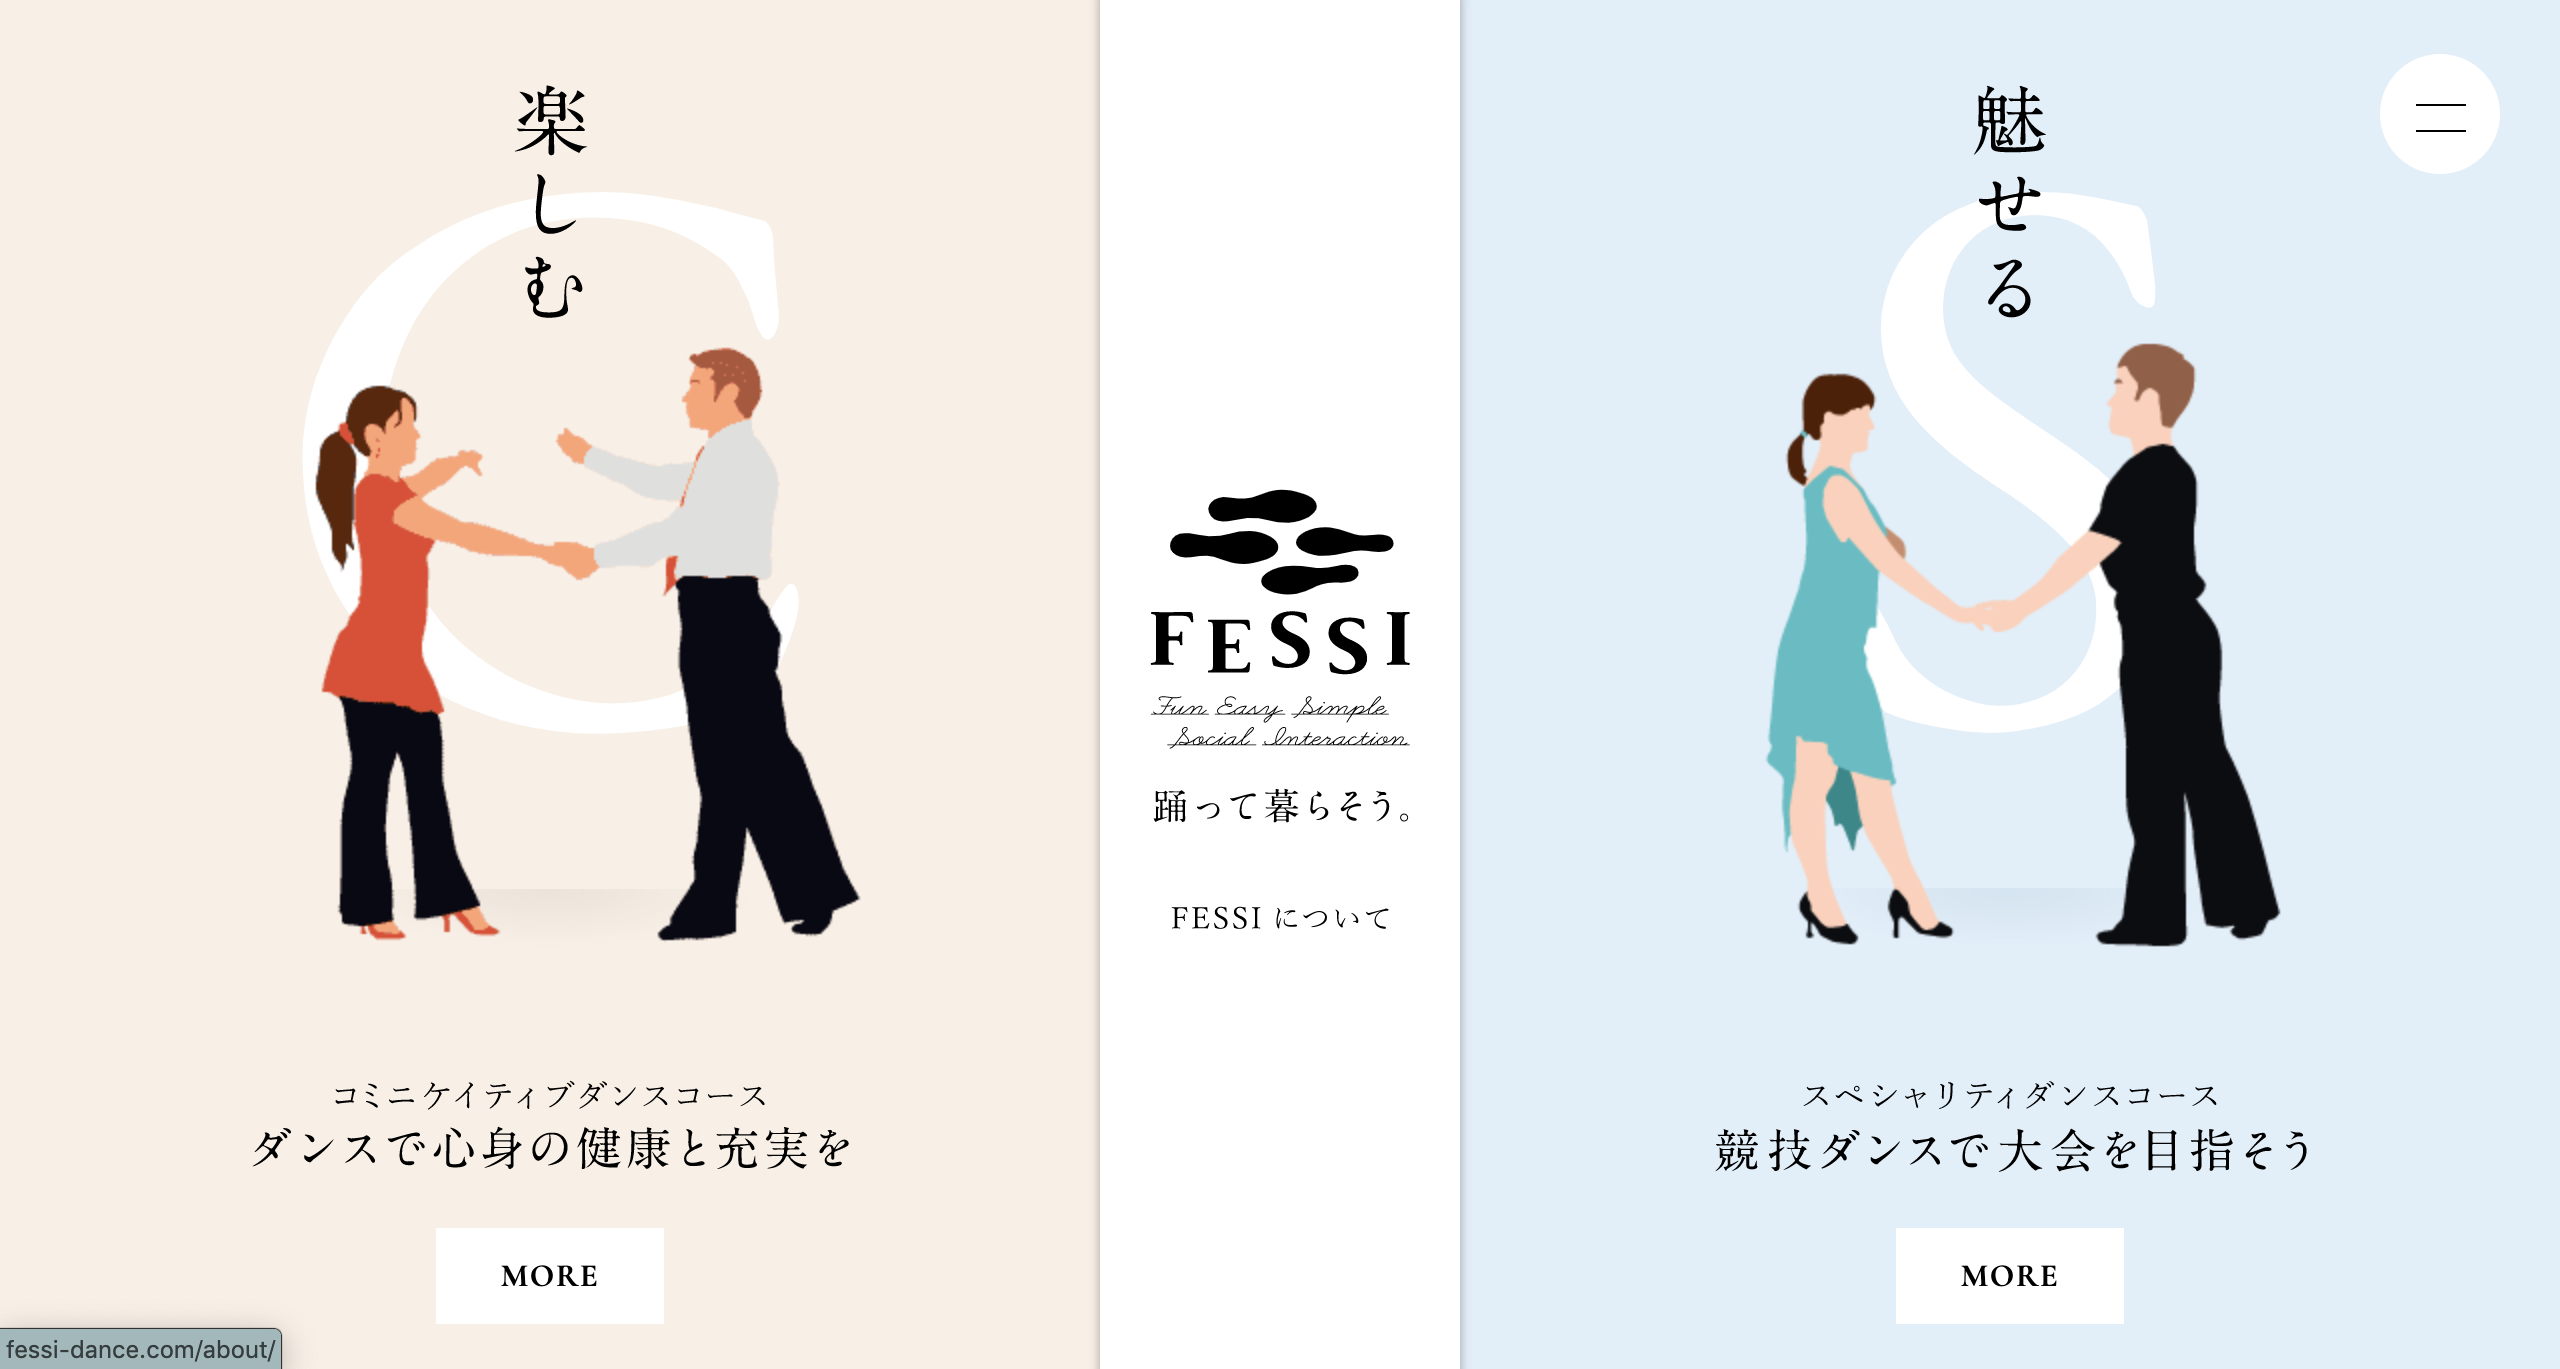 楽しむ
C
コミニケイティブダンスコース
ダンスで心身の健康と充実を
MORE
FESSI
Fun Easy Simple
Social Interaction
踊って暮らそう。
FESSI について
魅せる
S
スペシャリティダンスコース
競技ダンスで大会を目指そう
MORE
fessi-dance.com/about/